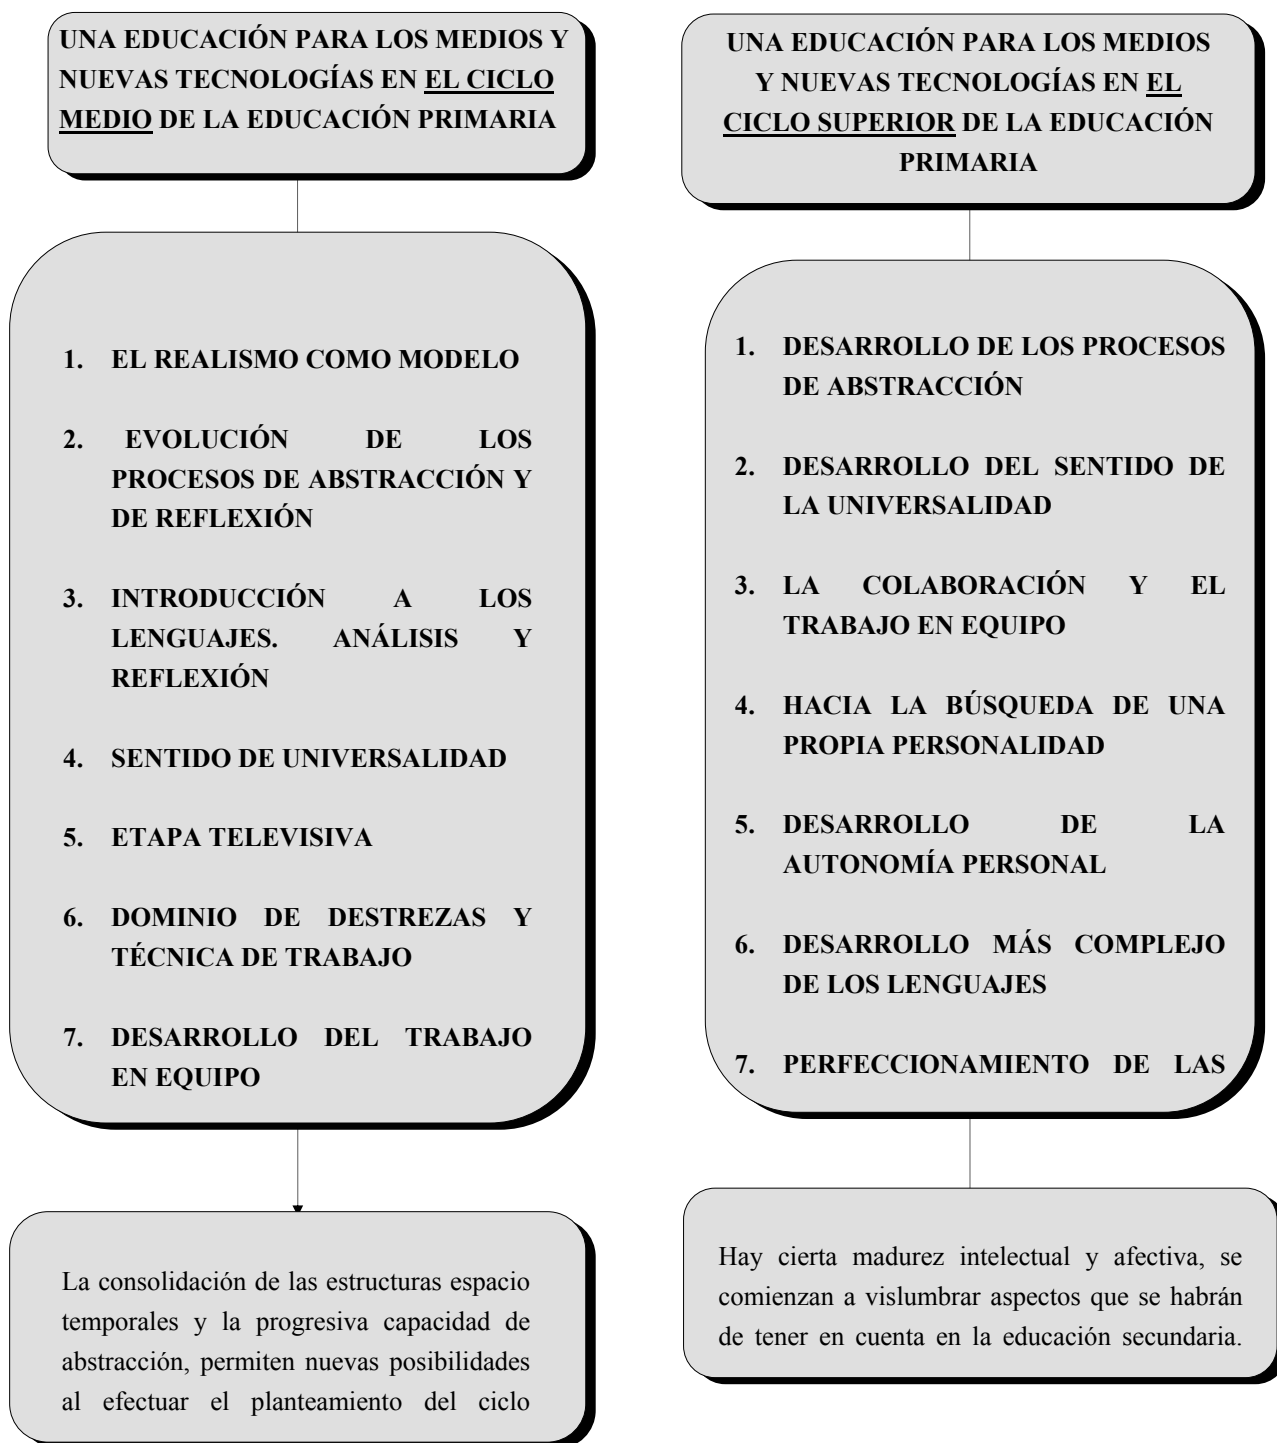 UNA EDUCACIÓN PARA LOS MEDIOS Y
NUEVAS TECNOLOGÍAS EN EL CICLO
MEDIO DE LA EDUCACIÓN PRIMARIA
1. EL REALISMO COMO MODELO
2. EVOLUCIÓN DE LOS
PROCESOS DE ABSTRACCIÓN Y
DE REFLEXIÓN
3. INTRODUCCIÓN A LOS
LENGUAJES. ANÁLISIS Y
REFLEXIÓN
4. SENTIDO DE UNIVERSALIDAD
5. ETAPA TELEVISIVA
6. DOMINIO DE DESTREZAS Y
TÉCNICA DE TRABAJO
7. DESARROLLO DEL TRABAJO
EN EQUIPO
La consolidación de las estructuras espacio
temporales y la progresiva capacidad de
abstracción, permiten nuevas posibilidades
al efectuar el planteamiento del ciclo
UNA EDUCACIÓN PARA LOS MEDIOS
Y NUEVAS TECNOLOGÍAS EN EL
CICLO SUPERIOR DE LA EDUCACIÓN
PRIMARIA
1. DESARROLLO DE LOS PROCESOS
DE ABSTRACCIÓN
2. DESARROLLO DEL SENTIDO DE
LA UNIVERSALIDAD
3. LA COLABORACIÓN Y EL
TRABAJO EN EQUIPO
4. HACIA LA BÚSQUEDA DE UNA
PROPIA PERSONALIDAD
5. DESARROLLO DE LA
AUTONOMÍA PERSONAL
6. DESARROLLO MÁS COMPLEJO
DE LOS LENGUAJES
7. PERFECCIONAMIENTO DE LAS
Hay cierta madurez intelectual y afectiva, se
comienzan a vislumbrar aspectos que se habrán
de tener en cuenta en la educación secundaria.